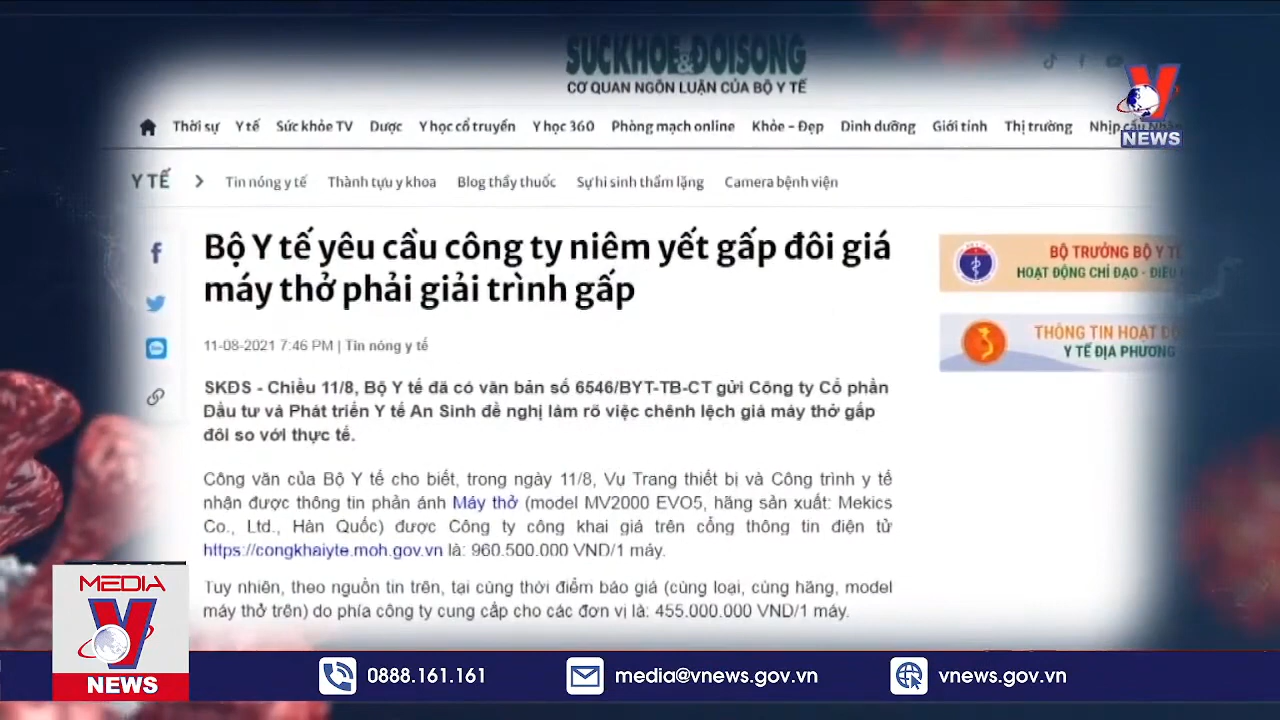 SUCKHOE&ĐOISONG
CƠ QUAN NGÔN LUẬN CỦA BỘ Y TẾ
Thời sự Y tế Sức khỏe TV Dược Y học cổ truyền Y học 360 Phòng mạch online Khỏe - Đẹp Dinh dưỡng Giới tính Thị trường Nhịp cầu
NEWS
Y TẾ Tin nóng y tế Thành tựu y khoa Blog thầy thuốc Sự hi sinh thầm lặng Camera bệnh viện
Bộ Y tế yêu cầu công ty niêm yết gấp đôi giá
máy thở phải giải trình gấp
BỘ TRƯỞNG BỘ Y TẾ
HOẠT ĐỘNG CHỈ ĐẠO - ĐIỀU
THÔNG TIN HOẠT ĐỘ
Y TẾ ĐỊA PHƯƠNG
11-08-2021 7:46 PM | Tin nóng y tế
SKĐS - Chiều 11/8, Bộ Y tế đã có văn bản số 6546/BYT-TB-CT gửi Công ty Cổ phần
Đầu tư và Phát triển Y tế An Sinh đề nghị làm rõ việc chênh lệch giá máy thở gấp
đôi so với thực tế.
Công văn của Bộ Y tế cho biết, trong ngày 11/8, Vụ Trang thiết bị và Công trình y tế
nhận được thông tin phản ánh Máy thở (model MV2000 EVO5, hãng sản xuất: Mekics
Co., Ltd., Hàn Quốc) được Công ty công khai giá trên cổng thông tin điện tử
https://congkhaiyte.moh.gov.vn là: 960.500.000 VND/1 máy.
Tuy nhiên, theo nguồn tin trên, tại cùng thời điểm báo giá (cùng loại, cùng hãng, model
máy thở trên) do phía công ty cung cấp cho các đơn vị là: 455.000.000 VND/1 máy.
MEDIA
NEWS
0888.161.161 media@vnews.gov.vn vnews.gov.vn